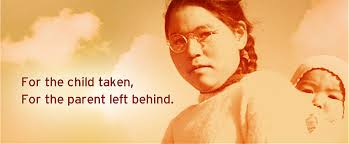 For the child taken,
For the parent left behind.